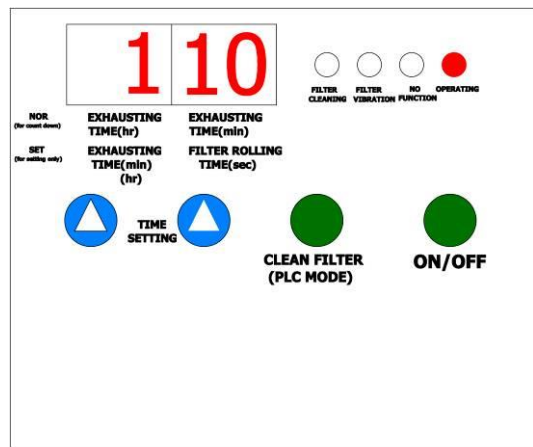 1 10
FILTER CLEANING
FILTER VIBRATION
NO FUNCTION
OPERATING
NOR
(for count down)
EXHAUSTING
TIME(hr)
EXHAUSTING
TIME(min)
SET
(for setting only)
EXHAUSTING
TIME(min)
(hr)
FILTER ROLLING
TIME(sec)
TIME
SETTING
CLEAN FILTER
(PLC MODE)
ON/OFF